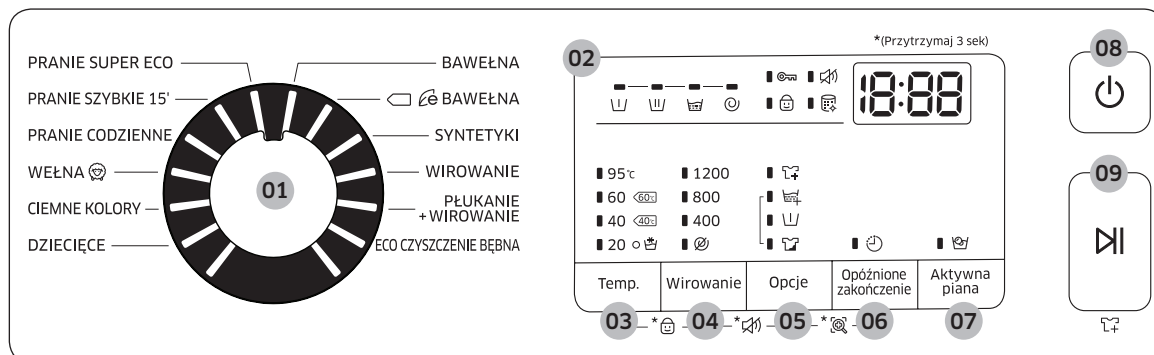 *(Przytrzymaj 3 sek)
PRANIE SUPER ECO
PRANIE SZYBKIE 15'
PRANIE CODZIENNE
WEŁNA
CIEMNE KOLORY
DZIECIĘCE
BAWEŁNA
e BAWEŁNA
SYNTETYKI
WIROWANIE
PŁUKANIE
+WIROWANIE
ECO CZYSZCZENIE BĘBNA
01
02
18:88
95℃ 1200
60 60℃ 800
40 40℃ 400
20
Temp. Wirowanie Opcje Opóźnione zakończenie Aktywna piana
03 * 04 * 05 * 06 07
08
09